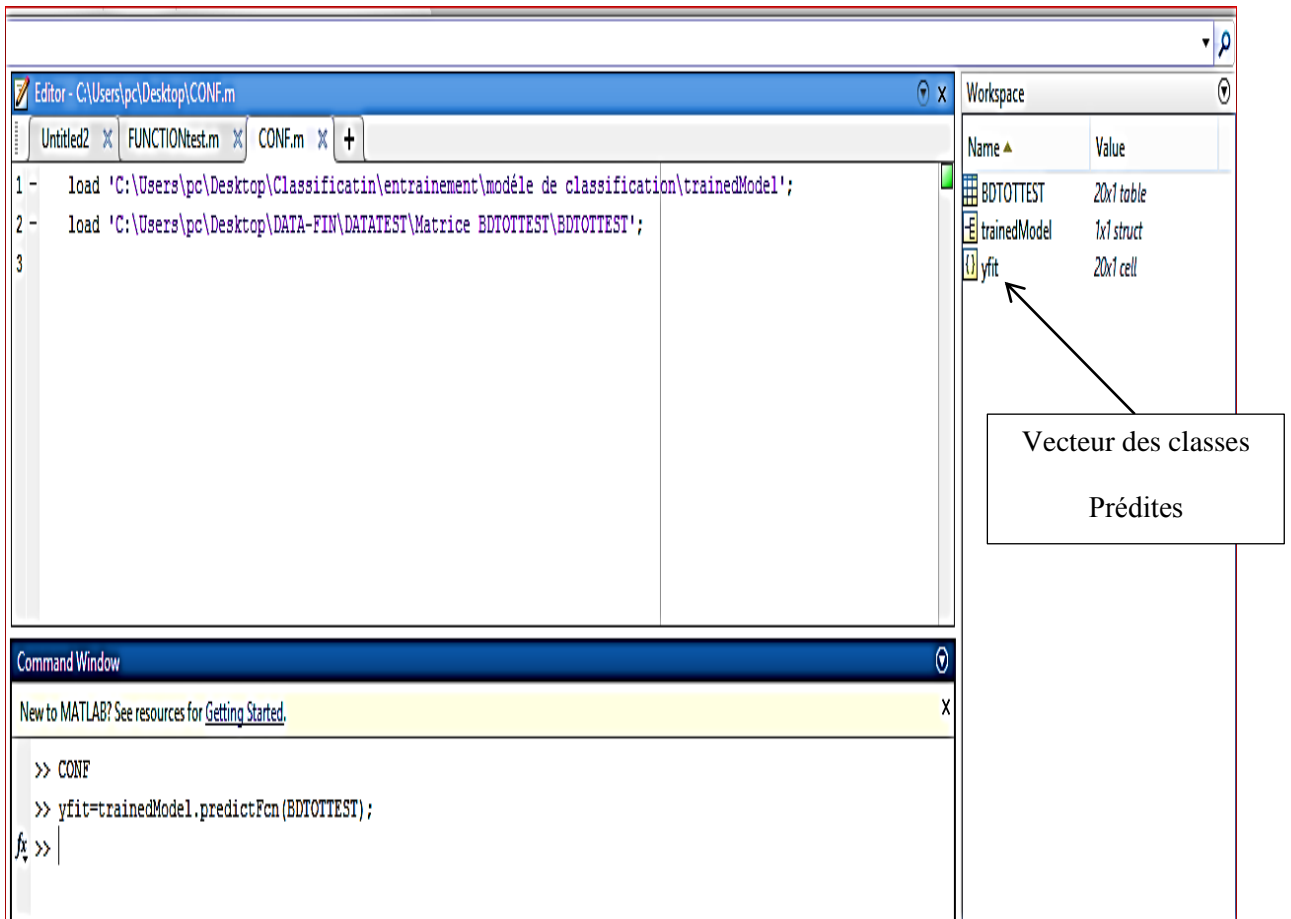 Editor - C:\Users\pc\Desktop\CONF.m
Untitled2 FUNCTIONtest.m CONF.m +
1 - load 'C:\Users\pc\Desktop\Classificatin\entrainement\modéle de classification\trainedModel';
2 - load 'C:\Users\pc\Desktop\DATA-FIN\DATATEST\Matrice BDTOTTEST\BDTOTTEST';
3
Workspace
Name Value
BDTOTTEST 20x1 table
trainedModel 1x1 struct
yfit 20x1 cell
Vecteur des classes
Prédites
Command Window
New to MATLAB? See resources for Getting Started.
>> CONF
>> yfit=trainedModel.predictFcn(BDTOTTEST);
fx >>